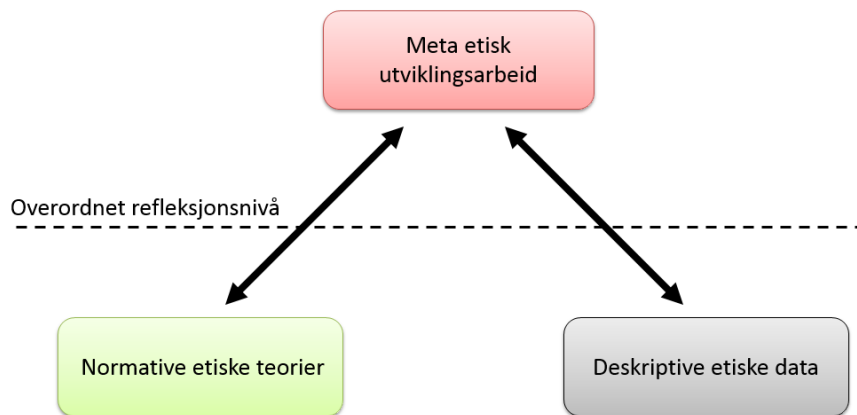 Meta etisk
utviklingsarbeid
Overordnet refleksjonsnivå
Normative etiske teorier
Deskriptive etiske data